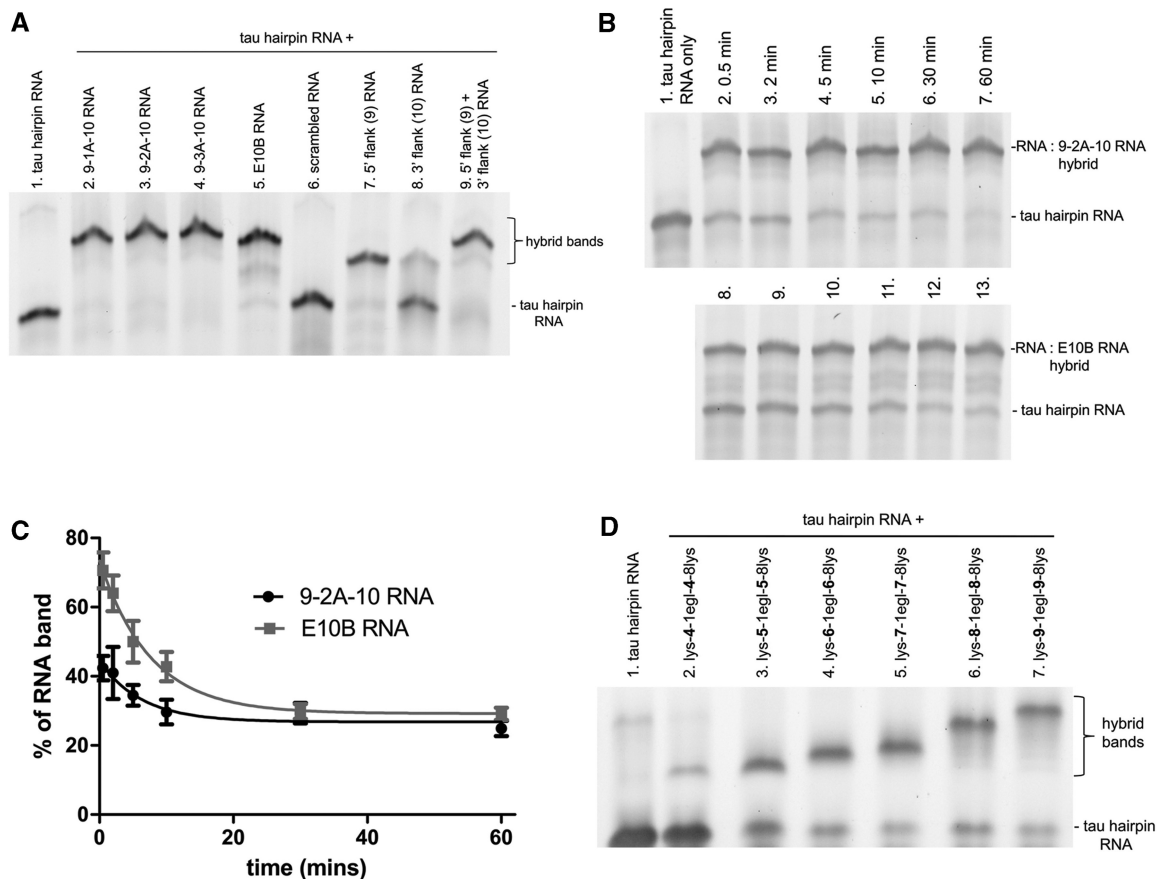 A
tau hairpin RNA +
1. tau hairpin RNA
2. 9-1A-10 RNA
3. 9-2A-10 RNA
4. 9-3A-10 RNA
5. E10B RNA
6. scrambled RNA
7. 5' flank (9) RNA
8. 3' flank (10) RNA
9. 5' flank (9) +
3' flank (10) RNA
hybrid bands
- tau hairpin
RNA
B
1. tau hairpin
RNA only
2. 0.5 min
3. 2 min
4. 5 min
5. 10 min
6. 30 min
7. 60 min
-RNA : 9-2A-10 RNA
hybrid
- tau hairpin RNA
8.
9.
10.
11.
12.
13.
-RNA : E10B RNA
hybrid
- tau hairpin RNA
C
% of RNA band
80
60
40
20
0
0
20
40
60
time (mins)
9-2A-10 RNA
E10B RNA
D
tau hairpin RNA +
1. tau hairpin RNA
2. lys-4-1egl-4-8lys
3. lys-5-1egl-5-8lys
4. lys-6-1egl-6-8lys
5. lys-7-1egl-7-8lys
6. lys-8-1egl-8-8lys
7. lys-9-1egl-9-8lys
hybrid
bands
- tau hairpin
RNA